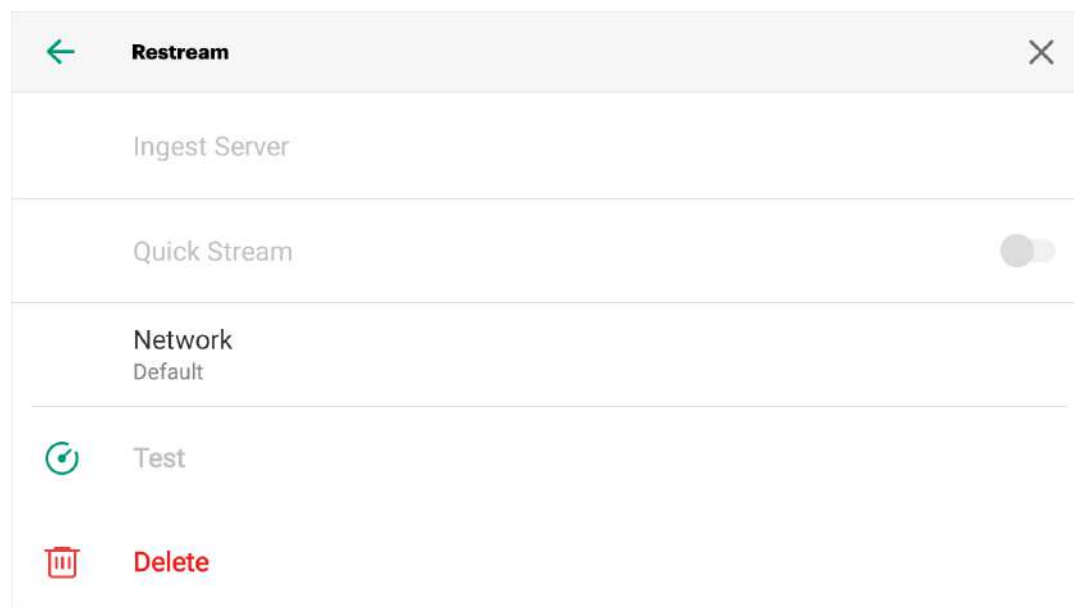 Restream
Ingest Server
Quick Stream
Network
Default
Test
Delete